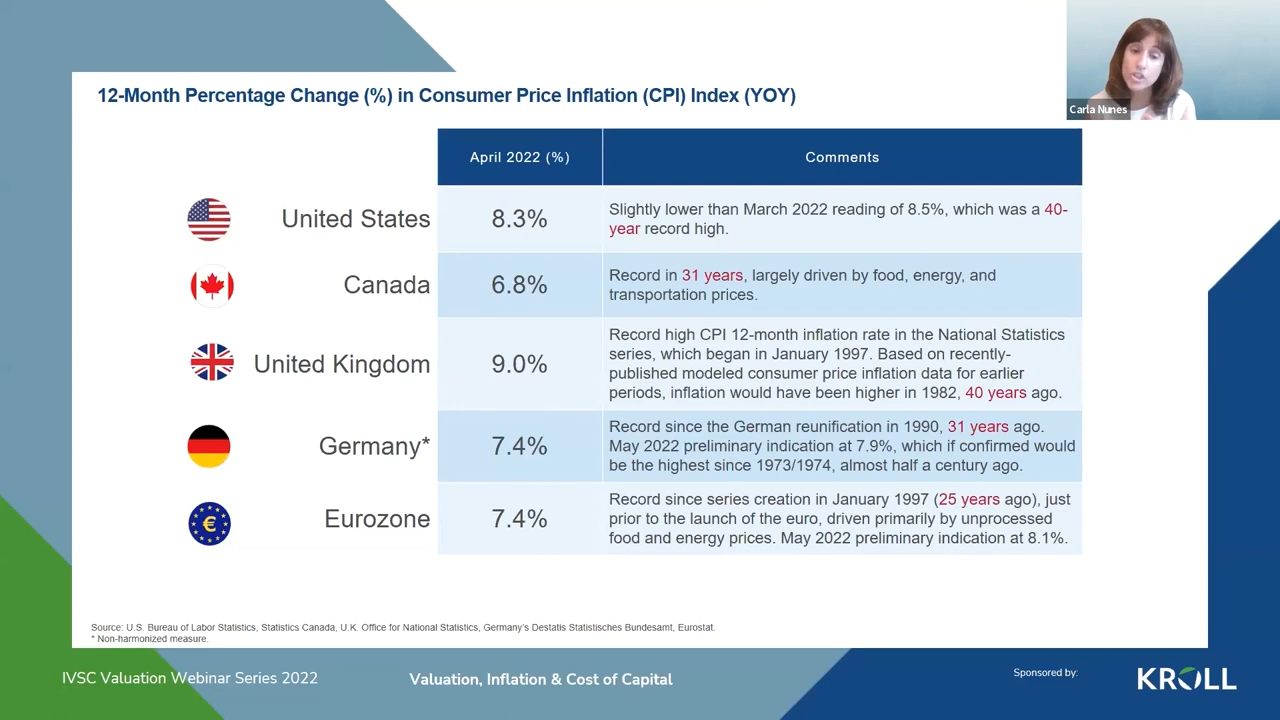 12-Month Percentage Change (%) in Consumer Price Inflation (CPI) Index (YOY)
Carla Nunes
April 2022 (%)
Comments
United States
8.3%
Slightly lower than March 2022 reading of 8.5%, which was a 40-
year record high.
Canada
6.8%
Record in 31 years, largely driven by food, energy, and
transportation prices.
United Kingdom
9.0%
Record high CPI 12-month inflation rate in the National Statistics
series, which began in January 1997. Based on recently-
published modeled consumer price inflation data for earlier
periods, inflation would have been higher in 1982, 40 years ago.
Germany*
7.4%
Record since the German reunification in 1990, 31 years ago.
May 2022 preliminary indication at 7.9%, which if confirmed would
be the highest since 1973/1974, almost half a century ago.
€
Eurozone
7.4%
Record since series creation in January 1997 (25 years ago), just
prior to the launch of the euro, driven primarily by unprocessed
food and energy prices. May 2022 preliminary indication at 8.1%.
Source: U.S. Bureau of Labor Statistics, Statistics Canada, U.K. Office for National Statistics, Germany's Destatis Statistisches Bundesamt, Eurostat.
* Non-harmonized measure.
IVSC Valuation Webinar Series 2022
Valuation, Inflation & Cost of Capital
Sponsored by:
KROLL